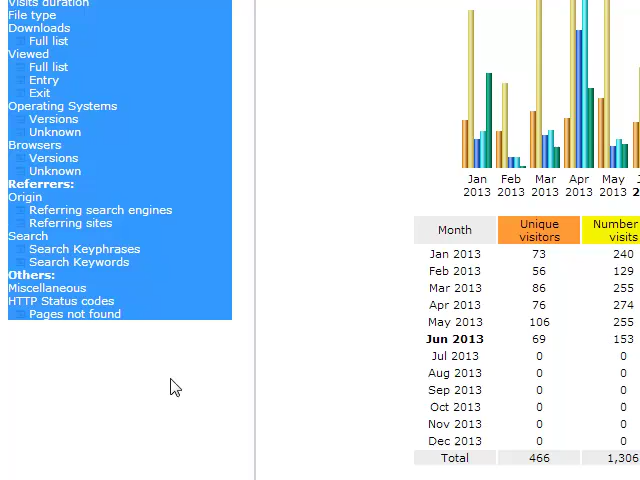 Visits duration
File type
Downloads
Full list
Viewed
Full list
Entry
Exit
Operating Systems
Versions
Unknown
Browsers
Versions
Unknown
Referrers:
Origin
Referring search engines
Referring sites
Search
Search Keyphrases
Search Keywords
Others:
Miscellaneous
HTTP Status codes
Pages not found
Jan Feb Mar Apr May J
2013 2013 2013 2013 2013 2
Month Unique visitors Number visits
Jan 2013 73 240
Feb 2013 56 129
Mar 2013 86 255
Apr 2013 76 274
May 2013 106 255
Jun 2013 69 153
Jul 2013 0 0
Aug 2013 0 0
Sep 2013 0 0
Oct 2013 0 0
Nov 2013 0 0
Dec 2013 0 0
Total 466 1,306